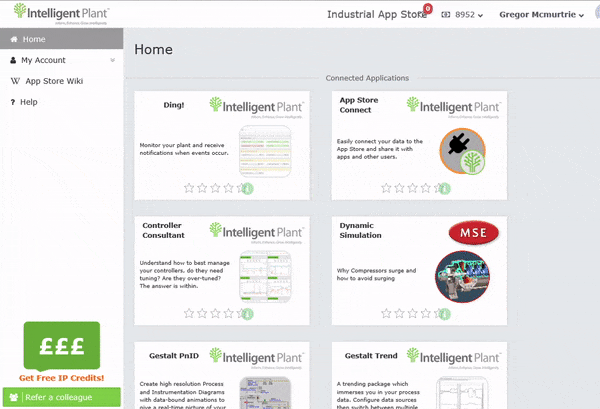 Intelligent Plant
Industrial App Store
0
8952
Gregor Mcmurtrie
Home
My Account
App Store Wiki
Help
£££
Get Free IP Credits!
Refer a colleague
Home
Connected Applications
Ding!
Intelligent Plant
Monitor your plant and receive
notifications when events occur.
App Store
Connect
Intelligent Plant
Easily connect your data to the
App Store and share it with
apps and other users.
Controller
Consultant
Intelligent Plant
Understand how to best manage
your controllers, do they need
tuning? Are they over-tuned?
The answer is within.
Dynamic
Simulation
MSE
Why Compressors surge and
how to avoid surging
Gestalt PnID
Intelligent Plant
Create high resolution Process
and Instrumentation Diagrams
with data-bound animations to
give a real-time picture of your
Gestalt Trend
Intelligent Plant
A trending package which
immerses you in your process
data. Configure data sources
then switch between multiple